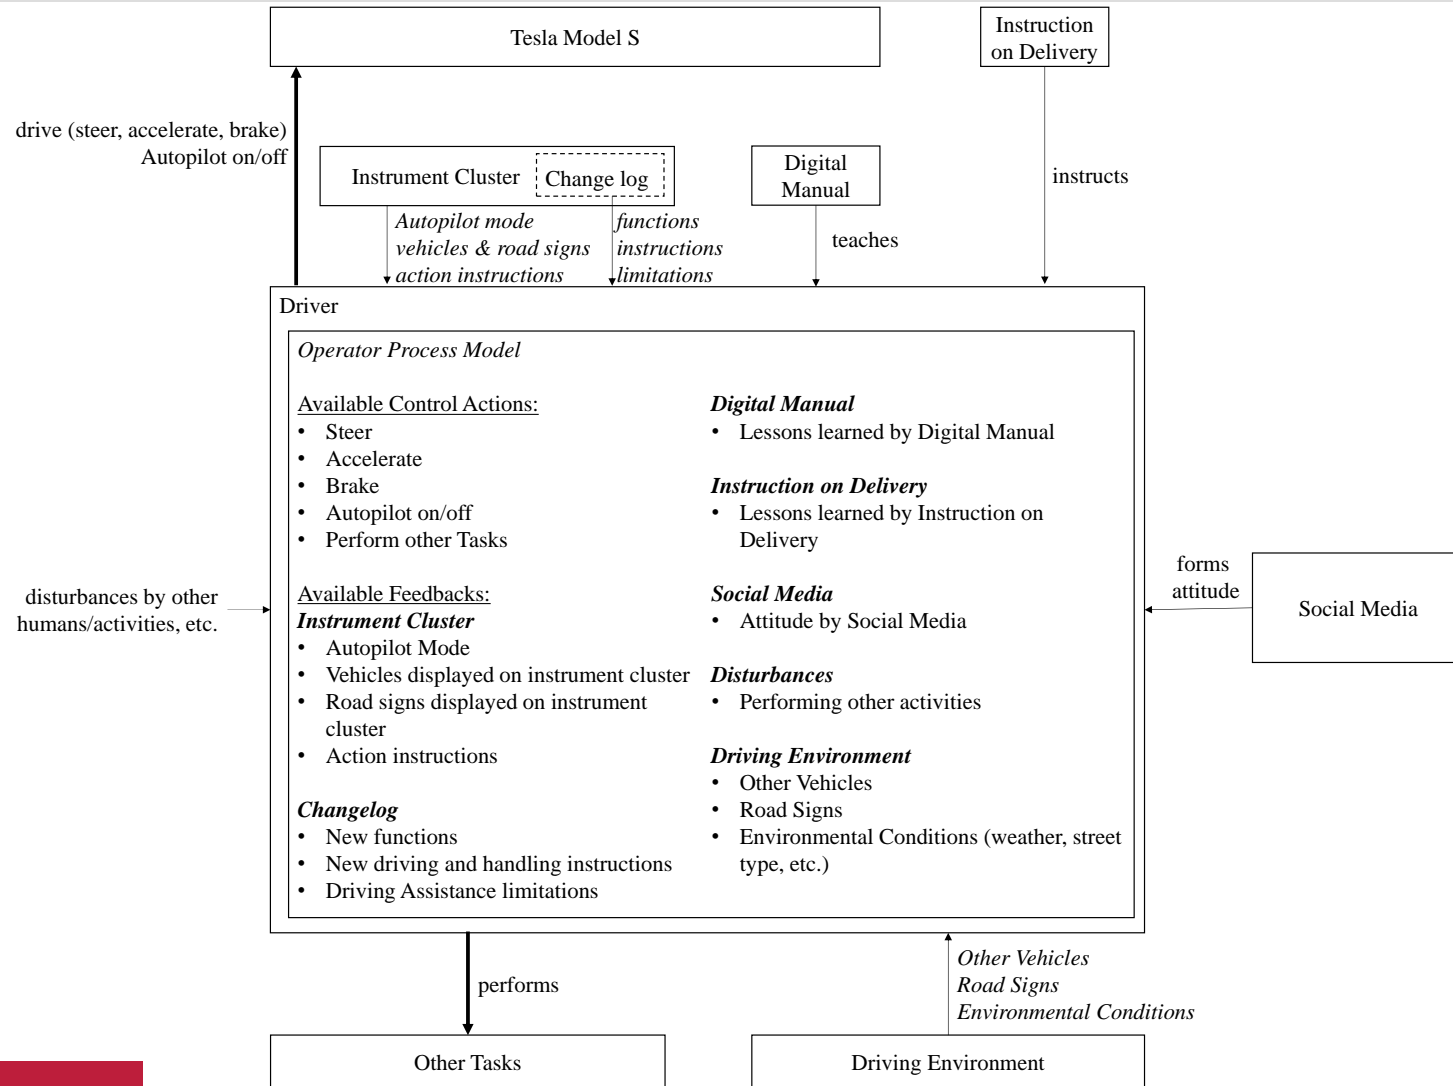 Tesla Model S
Instruction
on Delivery
drive (steer, accelerate, brake)
Autopilot on/off
Instrument Cluster
Change log
Digital
Manual
instructs
Autopilot mode
vehicles & road signs
action instructions
functions
instructions
limitations
teaches
Driver
Operator Process Model
Available Control Actions:
• Steer
• Accelerate
• Brake
• Autopilot on/off
• Perform other Tasks
Available Feedbacks:
Instrument Cluster
• Autopilot Mode
• Vehicles displayed on instrument cluster
• Road signs displayed on instrument
cluster
• Action instructions
Changelog
• New functions
• New driving and handling instructions
• Driving Assistance limitations
Digital Manual
• Lessons learned by Digital Manual
Instruction on Delivery
• Lessons learned by Instruction on
Delivery
Social Media
• Attitude by Social Media
Disturbances
• Performing other activities
Driving Environment
• Other Vehicles
• Road Signs
• Environmental Conditions (weather, street
type, etc.)
disturbances by other
humans/activities, etc.
forms
attitude
Social Media
performs
Other Vehicles
Road Signs
Environmental Conditions
Other Tasks
Driving Environment